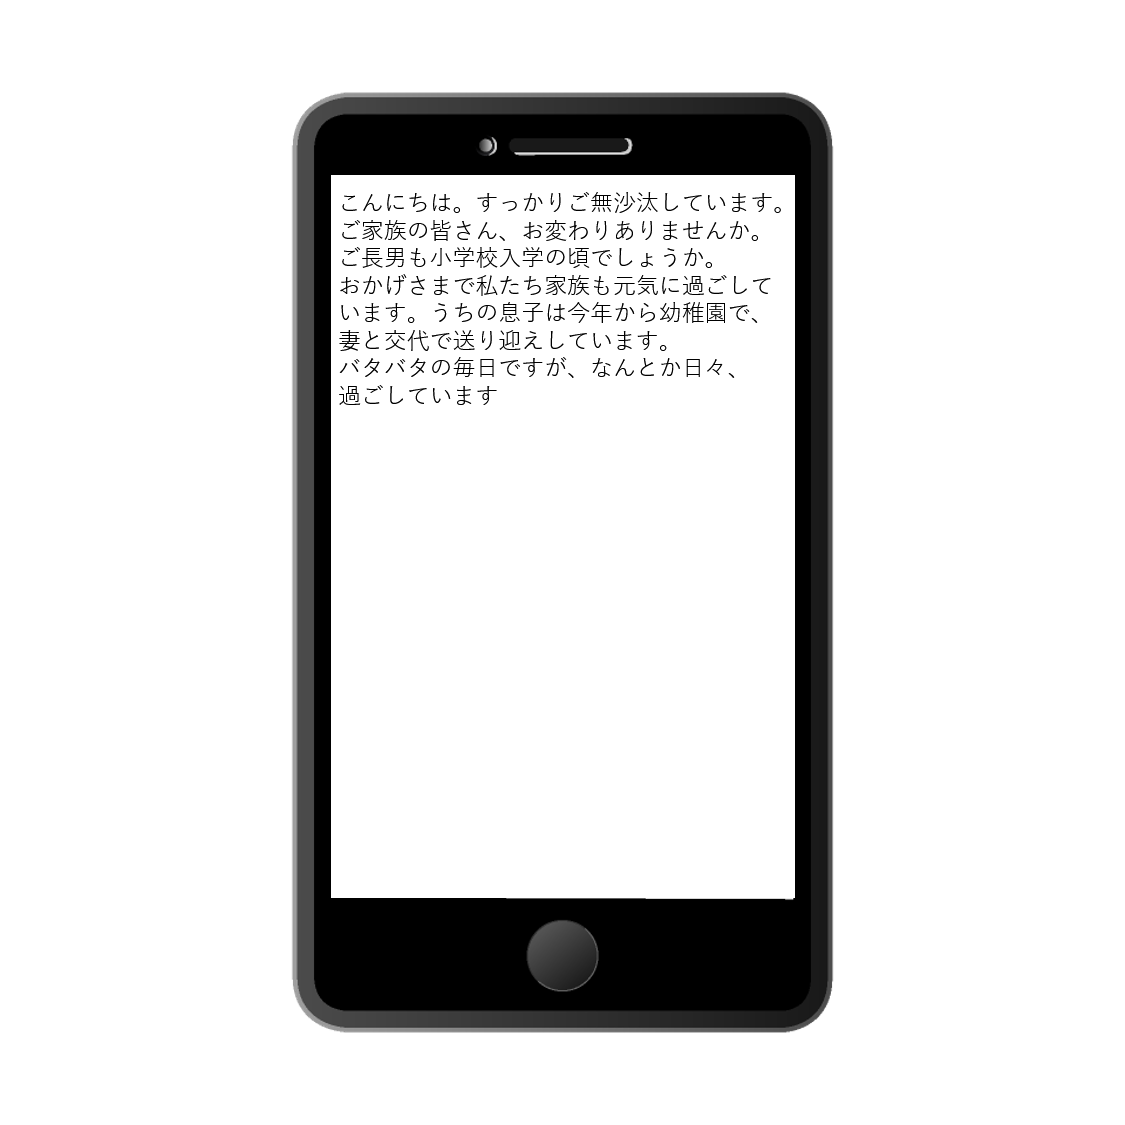 こんにちは。すっかりご無沙汰しています。
ご家族の皆さん、お変わりありませんか。
ご長男も小学校入学の頃でしょうか。
おかげさまで私たち家族も元気に過ごして
います。うちの息子は今年から幼稚園で、
妻と交代で送り迎えしています。
バタバタの毎日ですが、なんとか日々、
過ごしています